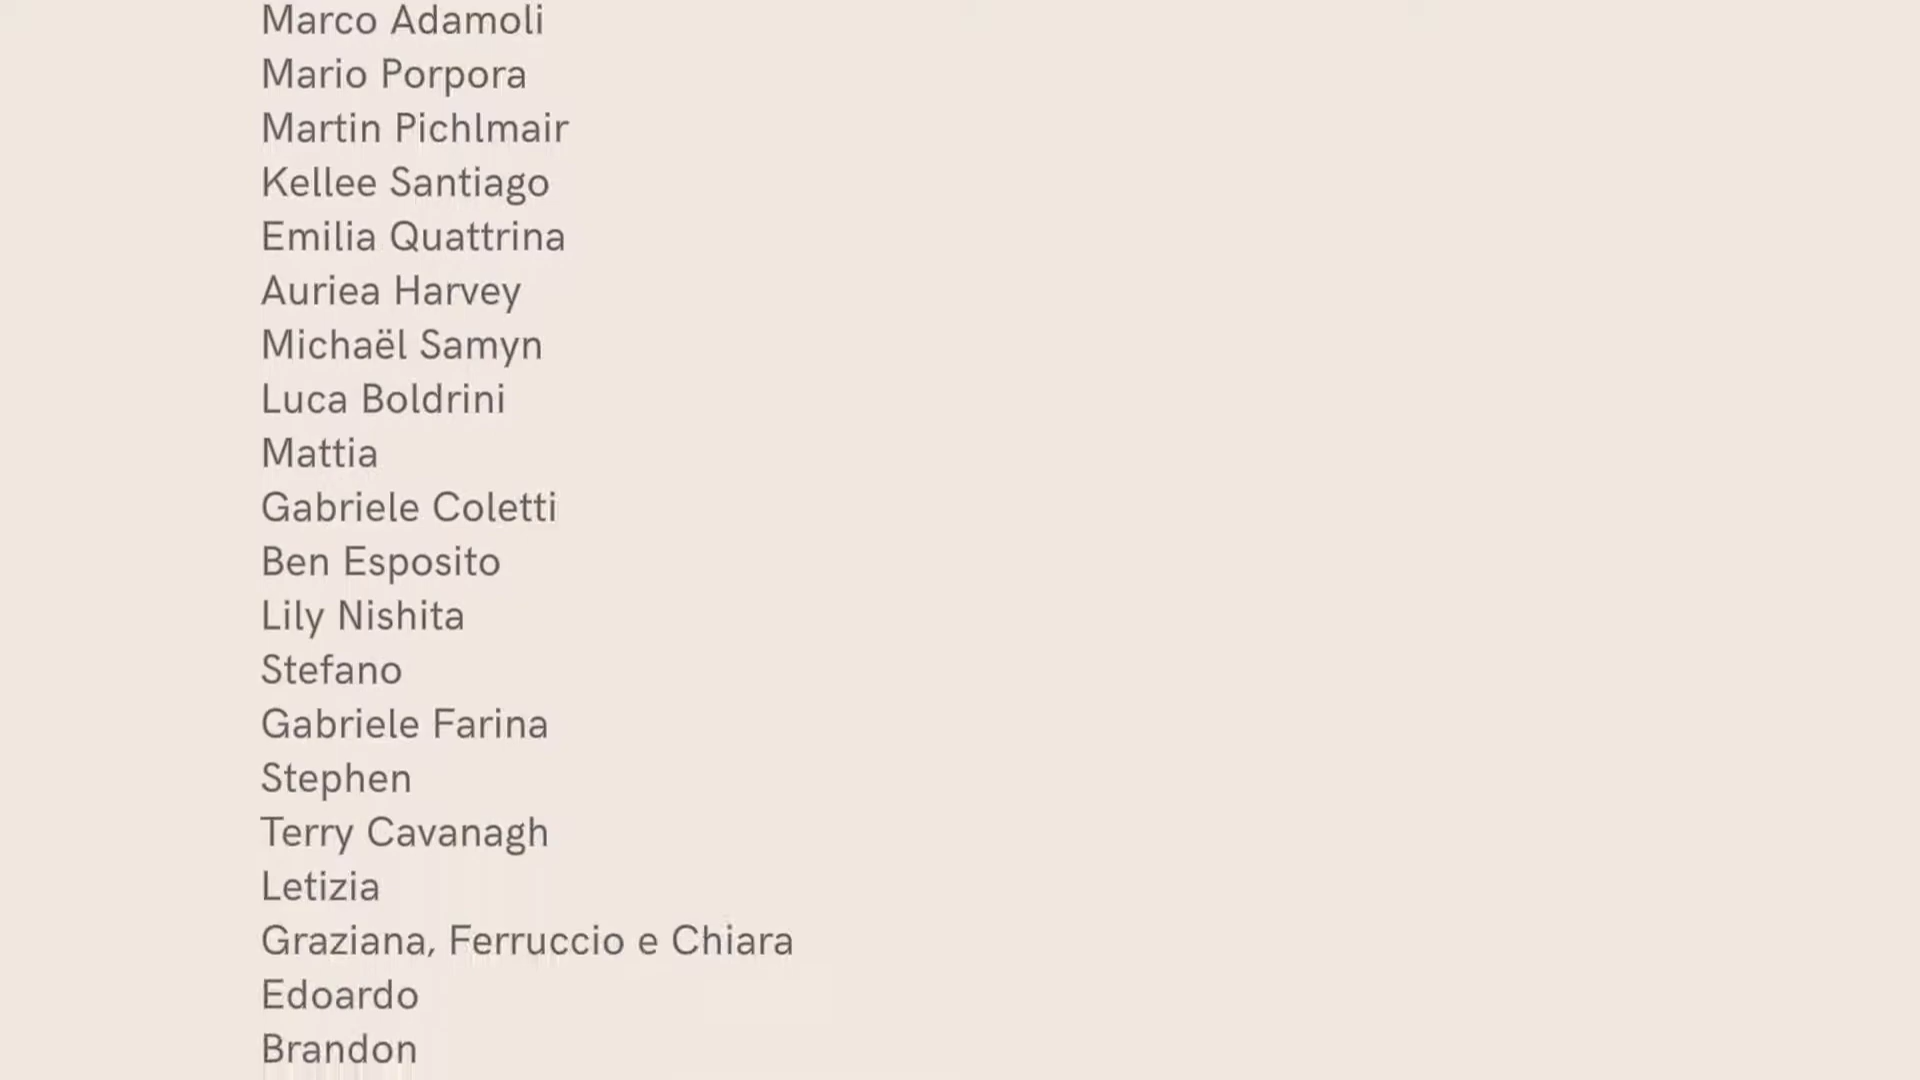 Marco Adamoli
Mario Porpora
Martin Pichlmair
Kellee Santiago
Emilia Quattrina
Auriea Harvey
Michaël Samyn
Luca Boldrini
Mattia
Gabriele Coletti
Ben Esposito
Lily Nishita
Stefano
Gabriele Farina
Stephen
Terry Cavanagh
Letizia
Graziana, Ferruccio e Chiara
Edoardo
Brandon